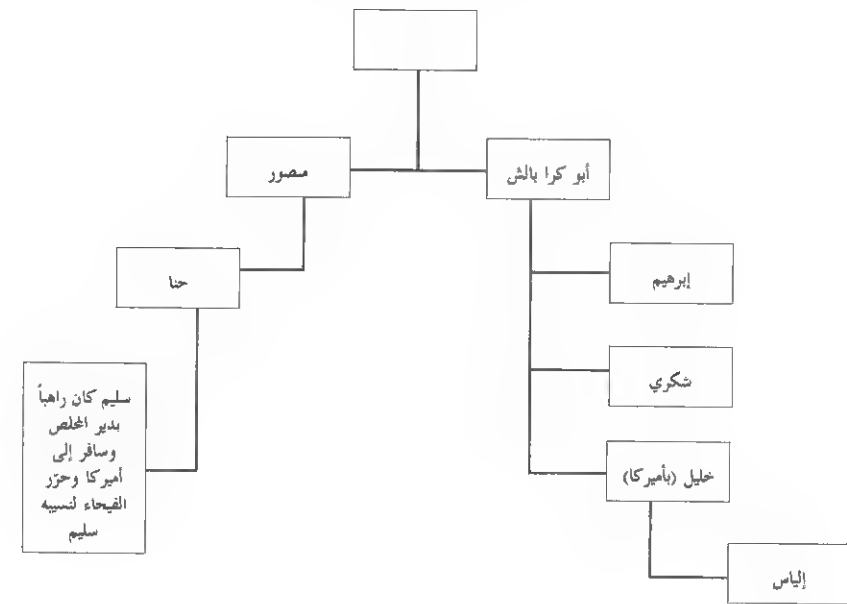 أبو كرا بالش
منصور
حنا
إبرهيم
سليم كان راهباً
بدير المخلص
وسافر إلى
أميركا وحرّر
الفيحاء لنسيبه
سليم
شكري
خليل (بأميركا)
إلياس